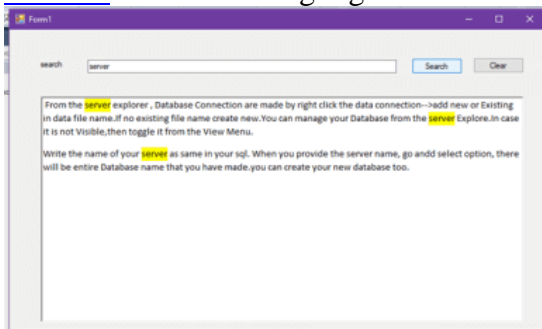 Form1
search
server
Search
Clear
From the server explorer , Database Connection are made by right click the data connection-->add new or Existing
in data file name.If no existing file name create new.You can manage your Database from the server Explore.In case
it is not Visible,then toggle it from the View Menu.
Write the name of your server as same in your sql. When you provide the server name, go andd select option, there
will be entire Database name that you have made.you can create your new database too.